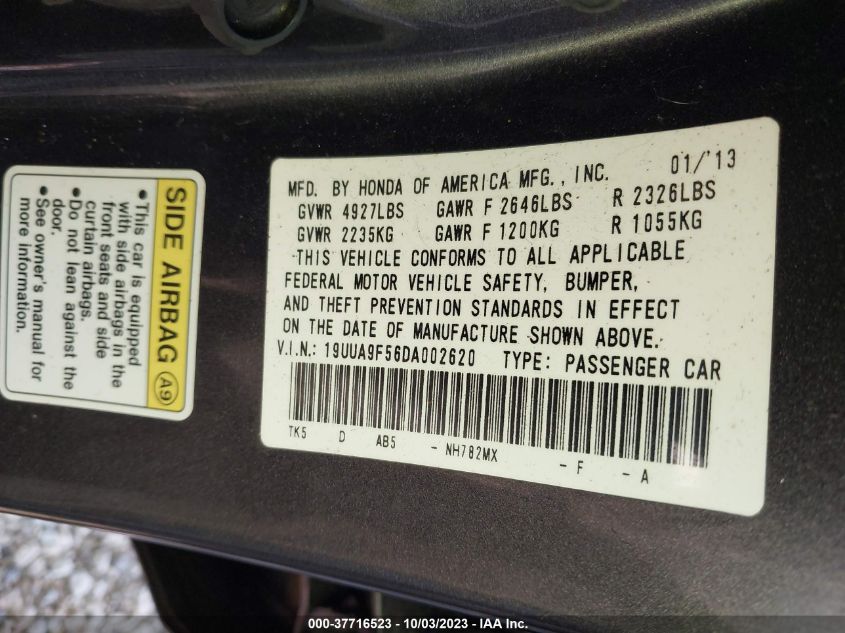 SIDE AIRBAG A9
• This car is equipped
with side airbags in the
front seats and side
curtain airbags.
• Do not lean against the
door.
• See owner's manual for
more information.
MFD. BY HONDA OF AMERICA MFG., INC. 01/'13
GVWR 4927LBS GAWR F 2646LBS R 2326LBS
GVWR 2235KG GAWR F 1200KG R 1055KG
THIS VEHICLE CONFORMS TO ALL APPLICABLE
FEDERAL MOTOR VEHICLE SAFETY, BUMPER,
AND THEFT PREVENTION STANDARDS IN EFFECT
ON THE DATE OF MANUFACTURE SHOWN ABOVE.
V.I.N.: 19UUA9F56DA002620 TYPE: PASSENGER CAR
TK5 D AB5 - NH782MX - F - A
000-37716523 - 10/03/2023 - IAA Inc.